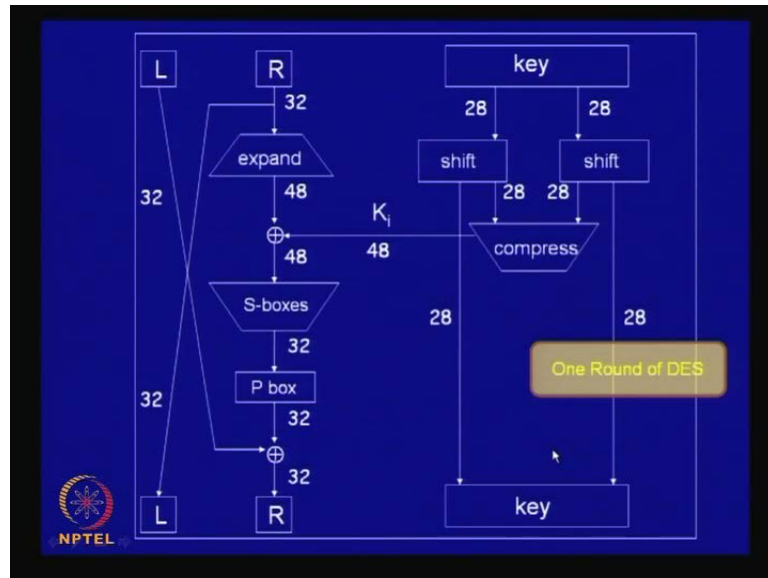 L R key
32 28 28
expand shift shift
32 48 28 28
K_i
48 48 compress
S-boxes
28 28
32
One Round of DES
P box
32 32
32
L R key
NPTEL